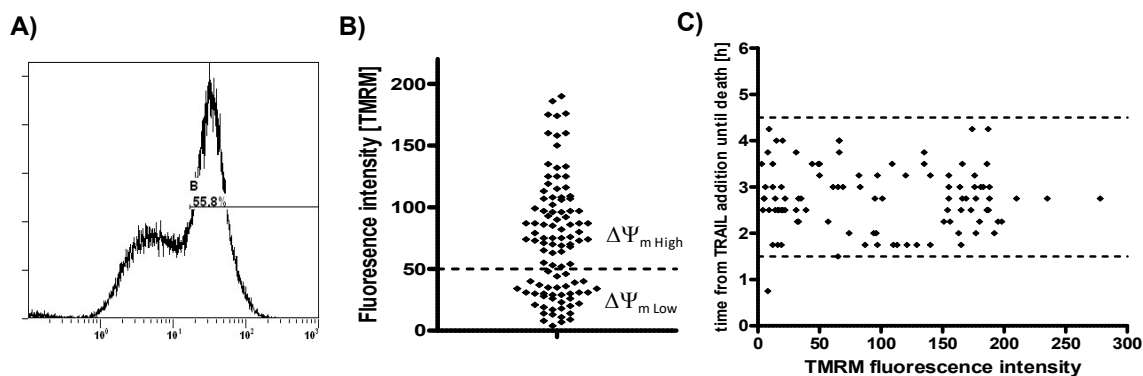 A)
B
55.8%
10⁰ 10¹ 10² 10³
B)
Fluoresence intensity [TMRM]
200
150
100
50
0
ΔΨm High
ΔΨm Low
C)
time from TRAIL addition until death [h]
6
5
4
3
2
1
0
0 50 100 150 200 250 300
TMRM fluorescence intensity